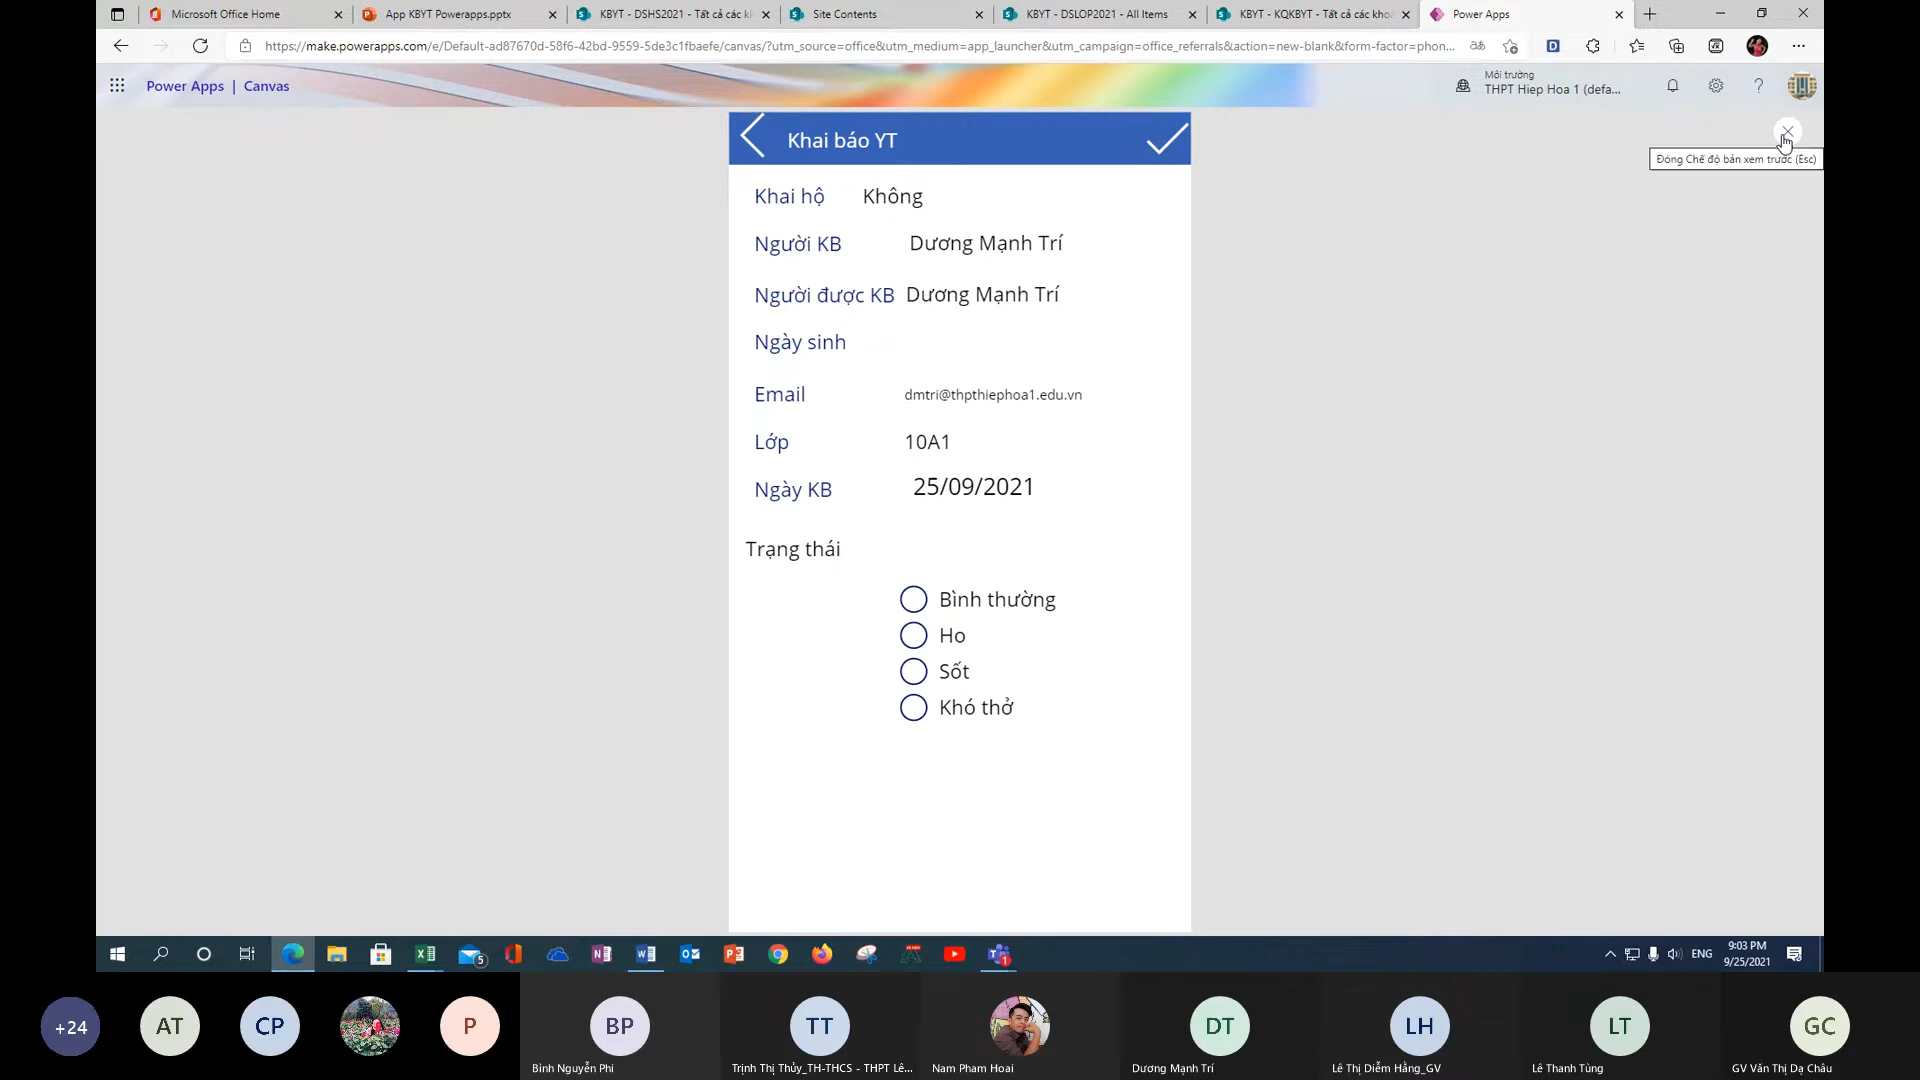 Microsoft Office Home
App KBYT Powerapps.pptx
KBYT - DSHS2021 - Tất cả các k
Site Contents
KBYT - DSLOP2021 - All Items
KBYT - KQKBYT - Tất cả các kho
Power Apps
https://make.powerapps.com/e/Default-ad87670d-58f6-42bd-9559-5de3c1fbaefe/canvas/?utm_source=office&utm_medium=app_launcher&utm_campaign=office_referrals&action=new-blank&form-factor=phon...
Power Apps | Canvas
Môi trường
THPT Hiep Hoa 1 (defa...
Đóng Chế độ bản xem trước (Esc)
Khai báo YT
Khai hộ Không
Người KB Dương Mạnh Trí
Người được KB Dương Mạnh Trí
Ngày sinh
Email dmtri@thpthiephoa1.edu.vn
Lớp 10A1
Ngày KB 25/09/2021
Trạng thái
Bình thường
Ho
Sốt
Khó thở
5
1
ENG
9:03 PM
9/25/2021
+24
AT
CP
P
BP
TT
DT
LH
LT
GC
Bình Nguyễn Phi
Trịnh Thị Thủy_TH-THCS - THPT Lê...
Nam Pham Hoai
Dương Mạnh Trí
Lê Thị Diễm Hằng_GV
Lê Thanh Tùng
GV Văn Thị Dạ Châu